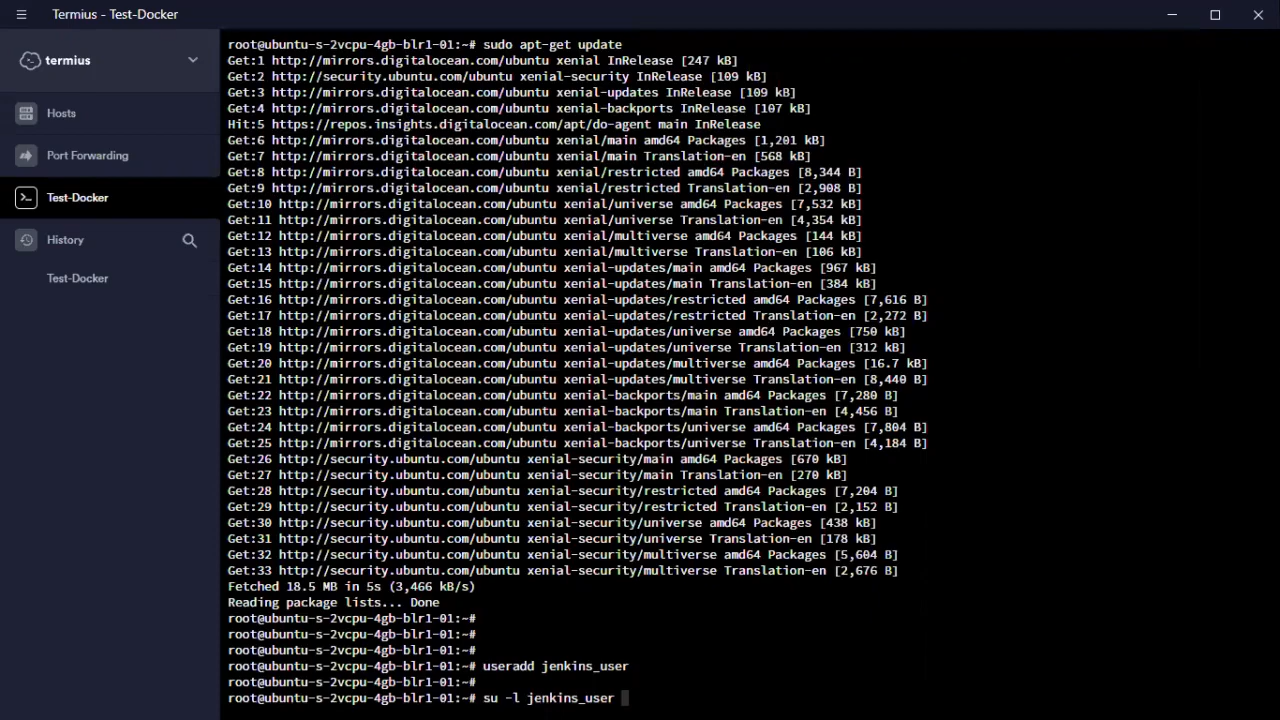 Termius - Test-Docker
termius
Hosts
Port Forwarding
Test-Docker
History
Test-Docker
root@ubuntu-s-2vcpu-4gb-blr1-01:~# sudo apt-get update
Get:1 http://mirrors.digitalocean.com/ubuntu xenial InRelease [247 kB]
Get:2 http://security.ubuntu.com/ubuntu xenial-security InRelease [109 kB]
Get:3 http://mirrors.digitalocean.com/ubuntu xenial-updates InRelease [109 kB]
Get:4 http://mirrors.digitalocean.com/ubuntu xenial-backports InRelease [107 kB]
Hit:5 https://repos.insights.digitalocean.com/apt/do-agent main InRelease
Get:6 http://mirrors.digitalocean.com/ubuntu xenial/main amd64 Packages [1,201 kB]
Get:7 http://mirrors.digitalocean.com/ubuntu xenial/main Translation-en [568 kB]
Get:8 http://mirrors.digitalocean.com/ubuntu xenial/restricted amd64 Packages [8,344 B]
Get:9 http://mirrors.digitalocean.com/ubuntu xenial/restricted Translation-en [2,908 B]
Get:10 http://mirrors.digitalocean.com/ubuntu xenial/universe amd64 Packages [7,532 kB]
Get:11 http://mirrors.digitalocean.com/ubuntu xenial/universe Translation-en [4,354 kB]
Get:12 http://mirrors.digitalocean.com/ubuntu xenial/multiverse amd64 Packages [144 kB]
Get:13 http://mirrors.digitalocean.com/ubuntu xenial/multiverse Translation-en [106 kB]
Get:14 http://mirrors.digitalocean.com/ubuntu xenial-updates/main amd64 Packages [967 kB]
Get:15 http://mirrors.digitalocean.com/ubuntu xenial-updates/main Translation-en [384 kB]
Get:16 http://mirrors.digitalocean.com/ubuntu xenial-updates/restricted amd64 Packages [7,616 B]
Get:17 http://mirrors.digitalocean.com/ubuntu xenial-updates/restricted Translation-en [2,272 B]
Get:18 http://mirrors.digitalocean.com/ubuntu xenial-updates/universe amd64 Packages [750 kB]
Get:19 http://mirrors.digitalocean.com/ubuntu xenial-updates/universe Translation-en [312 kB]
Get:20 http://mirrors.digitalocean.com/ubuntu xenial-updates/multiverse amd64 Packages [16.7 kB]
Get:21 http://mirrors.digitalocean.com/ubuntu xenial-updates/multiverse Translation-en [8,440 B]
Get:22 http://mirrors.digitalocean.com/ubuntu xenial-backports/main amd64 Packages [7,280 B]
Get:23 http://mirrors.digitalocean.com/ubuntu xenial-backports/main Translation-en [4,456 B]
Get:24 http://mirrors.digitalocean.com/ubuntu xenial-backports/universe amd64 Packages [7,804 B]
Get:25 http://mirrors.digitalocean.com/ubuntu xenial-backports/universe Translation-en [4,184 B]
Get:26 http://security.ubuntu.com/ubuntu xenial-security/main amd64 Packages [670 kB]
Get:27 http://security.ubuntu.com/ubuntu xenial-security/main Translation-en [270 kB]
Get:28 http://security.ubuntu.com/ubuntu xenial-security/restricted amd64 Packages [7,204 B]
Get:29 http://security.ubuntu.com/ubuntu xenial-security/restricted Translation-en [2,152 B]
Get:30 http://security.ubuntu.com/ubuntu xenial-security/universe amd64 Packages [438 kB]
Get:31 http://security.ubuntu.com/ubuntu xenial-security/universe Translation-en [178 kB]
Get:32 http://security.ubuntu.com/ubuntu xenial-security/multiverse amd64 Packages [5,604 B]
Get:33 http://security.ubuntu.com/ubuntu xenial-security/multiverse Translation-en [2,676 B]
Fetched 18.5 MB in 5s (3,466 kB/s)
Reading package lists... Done
root@ubuntu-s-2vcpu-4gb-blr1-01:~#
root@ubuntu-s-2vcpu-4gb-blr1-01:~#
root@ubuntu-s-2vcpu-4gb-blr1-01:~#
root@ubuntu-s-2vcpu-4gb-blr1-01:~# useradd jenkins_user
root@ubuntu-s-2vcpu-4gb-blr1-01:~#
root@ubuntu-s-2vcpu-4gb-blr1-01:~# su -l jenkins_user